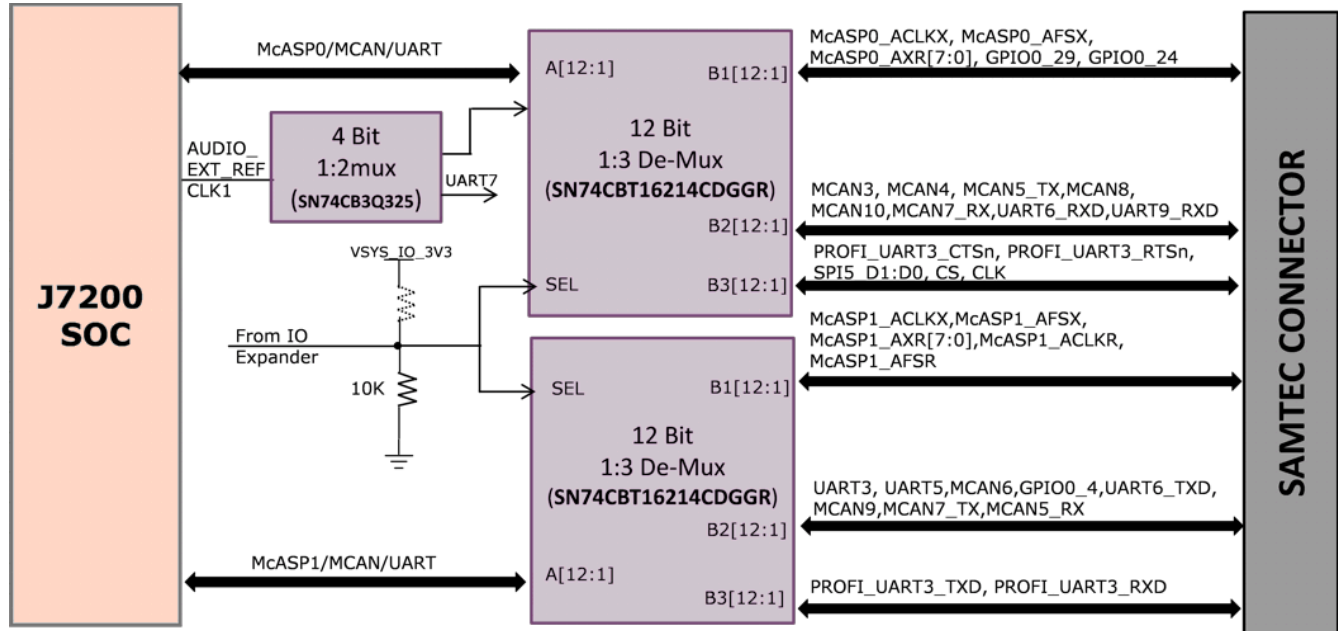 J7200
SOC
McASP0/MCAN/UART
AUDIO_
EXT_REF
CLK1
4 Bit
1:2mux
(SN74CB3Q325)
UART7
VSYS_IO_3V3
From IO
Expander
10K
McASP1/MCAN/UART
A[12:1]
B1[12:1]
12 Bit
1:3 De-Mux
(SN74CBT16214CDGGR)
B2[12:1]
SEL
B3[12:1]
SEL
B1[12:1]
12 Bit
1:3 De-Mux
(SN74CBT16214CDGGR)
B2[12:1]
A[12:1]
B3[12:1]
McASP0_ACLKX, McASP0_AFSX,
McASP0_AXR[7:0], GPIO0_29, GPIO0_24
MCAN3, MCAN4, MCAN5_TX,MCAN8,
MCAN10,MCAN7_RX,UART6_RXD,UART9_RXD
PROFI_UART3_CTSn, PROFI_UART3_RTSn,
SPI5_D1:D0, CS, CLK
McASP1_ACLKX,McASP1_AFSX,
McASP1_AXR[7:0],McASP1_ACLKR,
McASP1_AFSR
UART3, UART5,MCAN6,GPIO0_4,UART6_TXD,
MCAN9,MCAN7_TX,MCAN5_RX
PROFI_UART3_TXD, PROFI_UART3_RXD
SAMTEC CONNECTOR